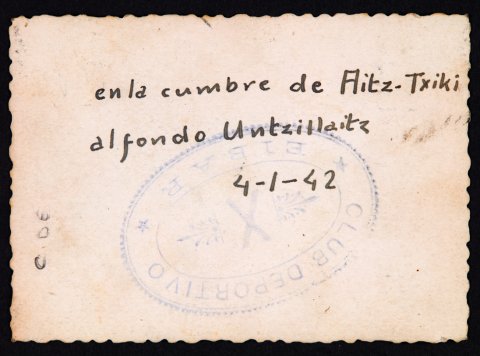 en la cumbre de Aitz-Txiki
al fondo Untzillaitz
4-1-42
* EIBAR *
CLUB DEPORTIVO